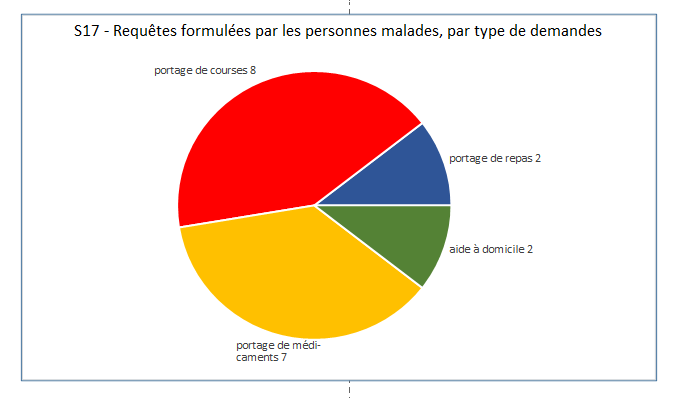 S17 - Requêtes formulées par les personnes malades, par type de demandes
portage de courses 8
portage de repas 2
aide à domicile 2
portage de médi-
caments 7